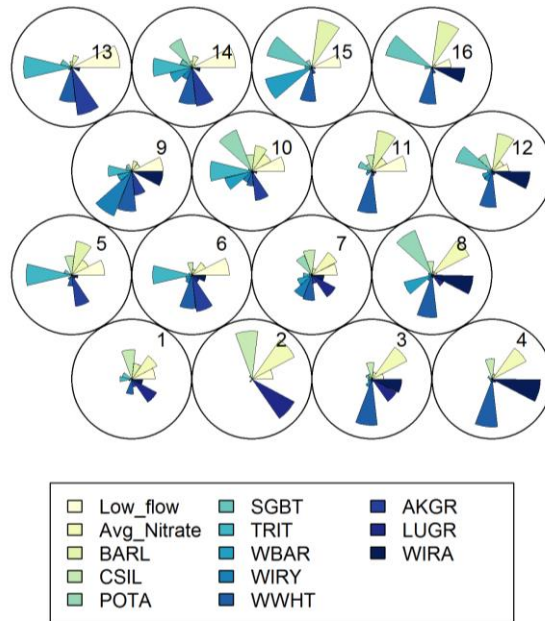 13 14 15 16
9 10 11 12
5 6 7 8
1 2 3 4
Low_flow SGBT AKGR
Avg_Nitrate TRIT LUGR
BARL WBAR WIRA
CSIL WIRY
POTA WWHT